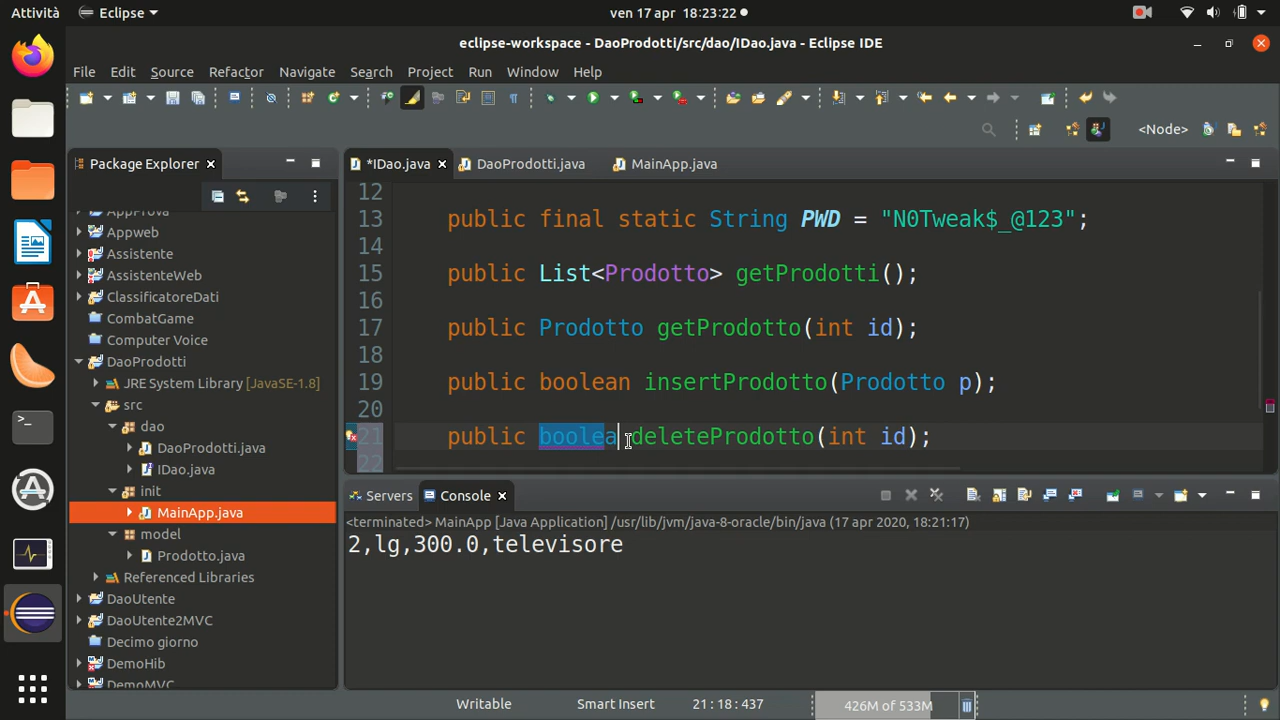 Attività Eclipse ven 17 apr 18:23:22
eclipse-workspace - DaoProdotti/src/dao/IDao.java - Eclipse IDE
File Edit Source Refactor Navigate Search Project Run Window Help
<Node>
Package Explorer
AppProva
Appweb
Assistente
AssistenteWeb
ClassificatoreDati
CombatGame
Computer Voice
DaoProdotti
JRE System Library [JavaSE-1.8]
src
dao
DaoProdotti.java
IDao.java
init
MainApp.java
model
Prodotto.java
Referenced Libraries
DaoUtente
DaoUtente2MVC
Decimo giorno
DemoHib
DemoMVC
*IDao.java DaoProdotti.java MainApp.java
12
13 public final static String PWD = "N0Tweak$_@123";
14
15 public List<Prodotto> getProdotti();
16
17 public Prodotto getProdotto(int id);
18
19 public boolean insertProdotto(Prodotto p);
20
21 public boolea deleteProdotto(int id);
22
Servers Console
<terminated> MainApp [Java Application] /usr/lib/jvm/java-8-oracle/bin/java (17 apr 2020, 18:21:17)
2,lg,300.0,televisore
Writable Smart Insert 21 : 18 : 437 426M of 533M